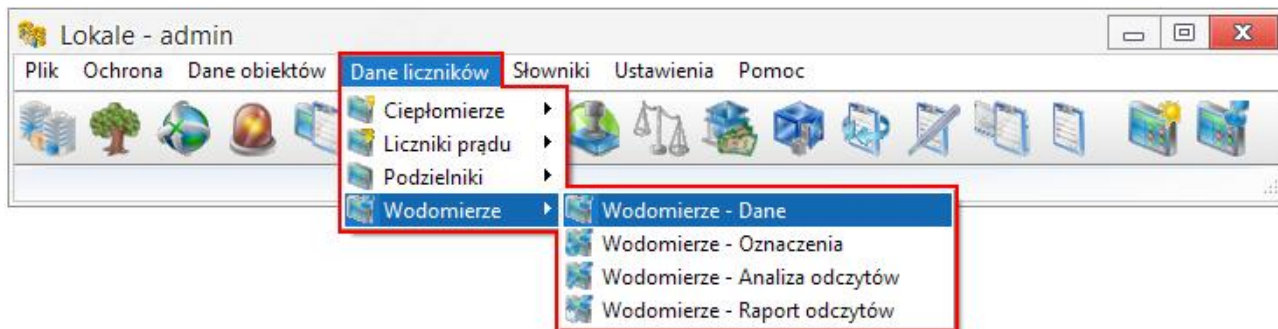 Lokale - admin
Plik Ochrona Dane obiektów Dane liczników Słowniki Ustawienia Pomoc
Ciepłomierze
Liczniki prądu
Podzielniki
Wodomierze
Wodomierze - Dane
Wodomierze - Oznaczenia
Wodomierze - Analiza odczytów
Wodomierze - Raport odczytów